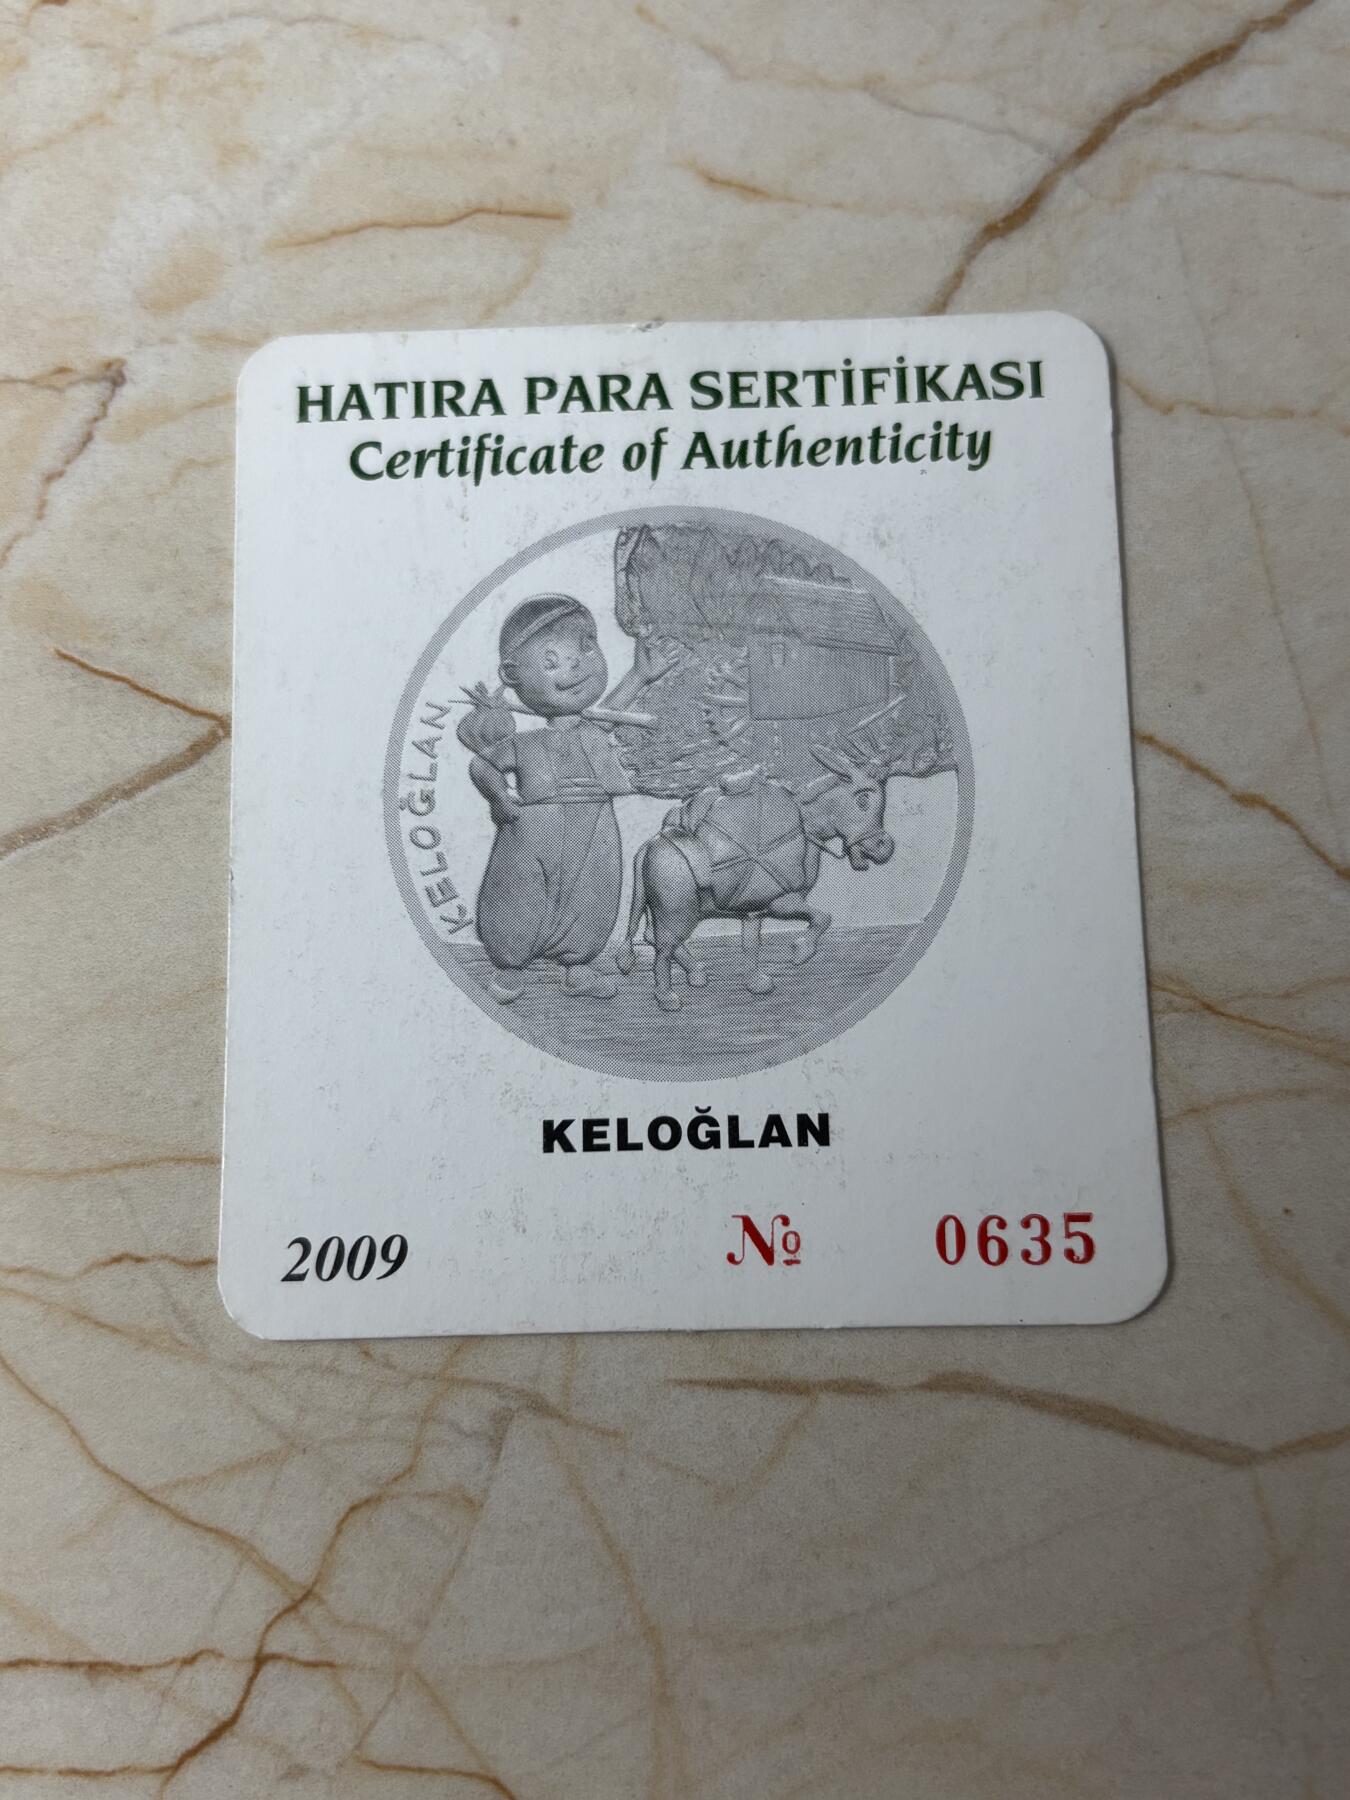 HATIRA PARA SERTİFİKASI
Certificate of Authenticity
KELOĞLAN
KELOĞLAN
2009 № 0635